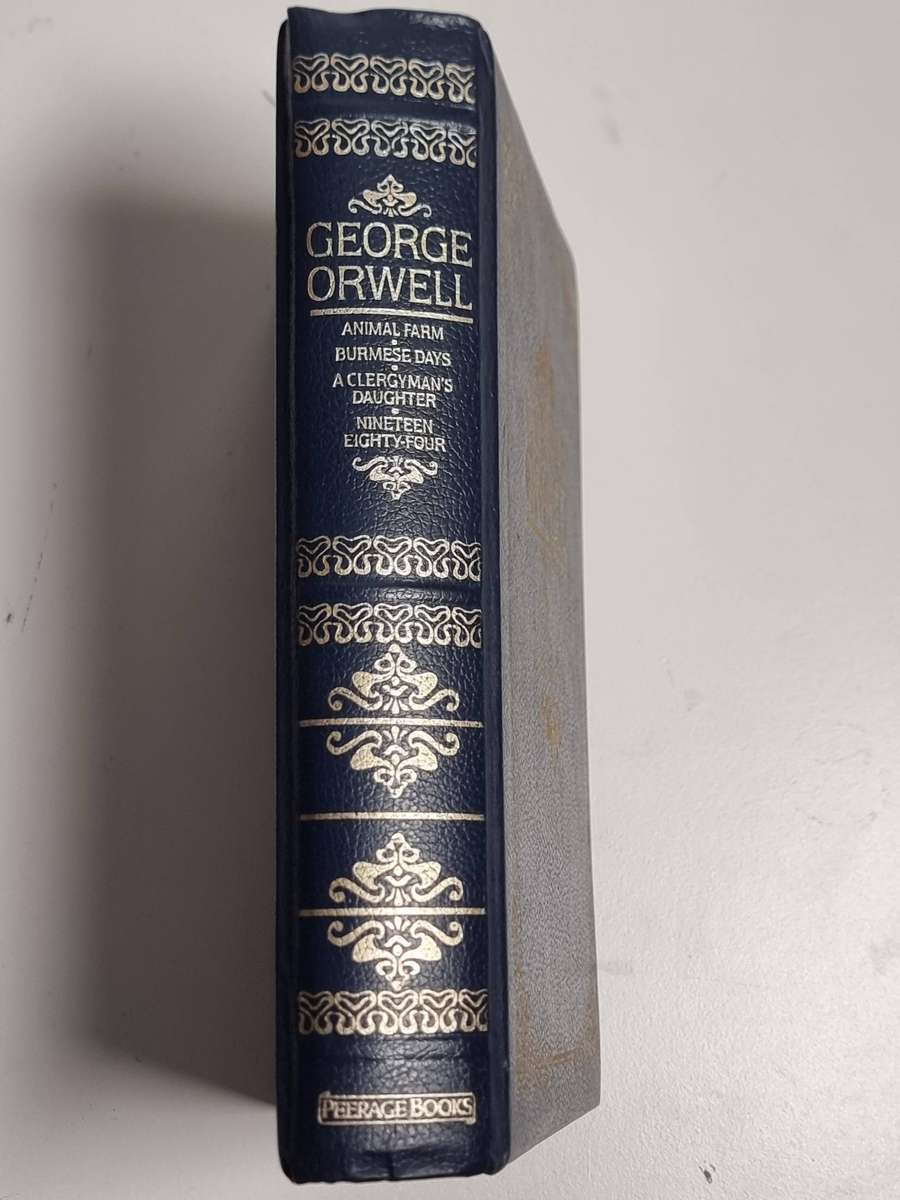 GEORGE
ORWELL
ANIMAL FARM
BURMESE DAYS
A CLERGYMAN'S
DAUGHTER
NINETEEN
EIGHTY-FOUR
PEERAGE BOOKS